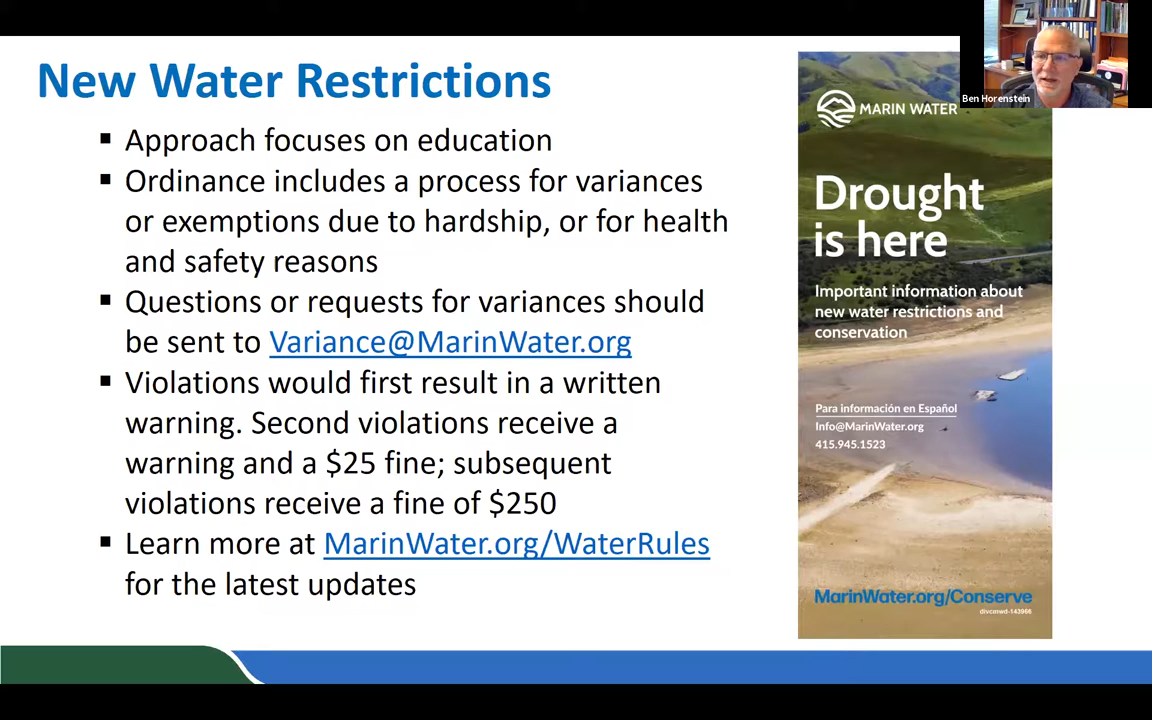 New Water Restrictions
▪ Approach focuses on education
▪ Ordinance includes a process for variances
or exemptions due to hardship, or for health
and safety reasons
▪ Questions or requests for variances should
be sent to Variance@MarinWater.org
▪ Violations would first result in a written
warning. Second violations receive a
warning and a $25 fine; subsequent
violations receive a fine of $250
▪ Learn more at MarinWater.org/WaterRules
for the latest updates
Ben Horenstein
MARIN WATER
Drought
is here
Important information about
new water restrictions and
conservation
Para información en Español
Info@MarinWater.org
415.945.1523
MarinWater.org/Conserve